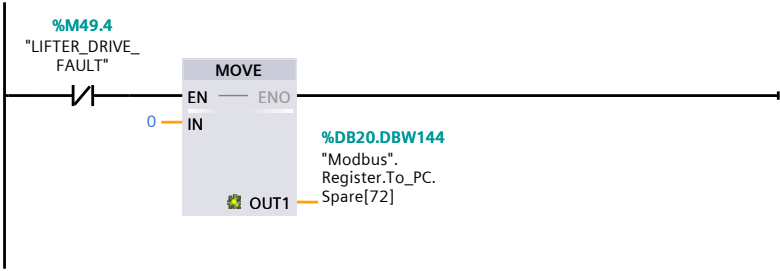 %M49.4
"LIFTER_DRIVE_
FAULT"
MOVE
EN
ENO
0
IN
%DB20.DBW144
"Modbus".
Register.To_PC.
Spare[72]
OUT1